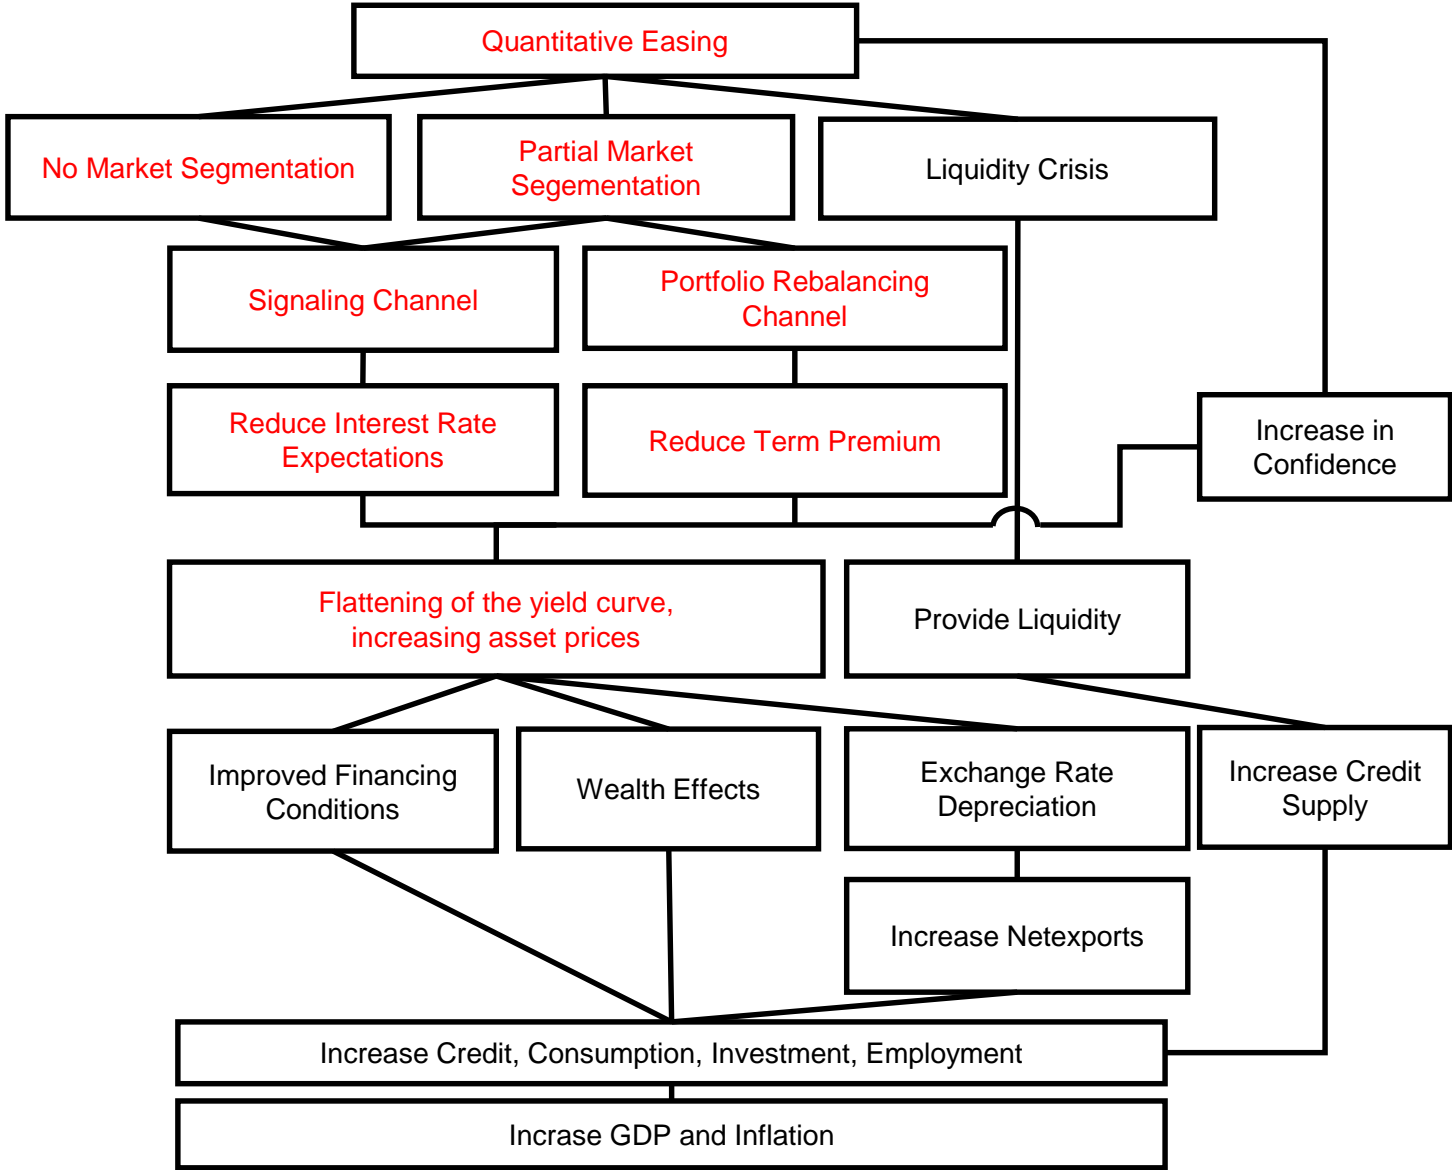 Quantitative Easing
No Market Segmentation
Partial Market
Segementation
Liquidity Crisis
Signaling Channel
Portfolio Rebalancing
Channel
Reduce Interest Rate
Expectations
Reduce Term Premium
Increase in
Confidence
Flattening of the yield curve,
increasing asset prices
Provide Liquidity
Improved Financing
Conditions
Wealth Effects
Exchange Rate
Depreciation
Increase Credit
Supply
Increase Netexports
Increase Credit, Consumption, Investment, Employment
Incrase GDP and Inflation